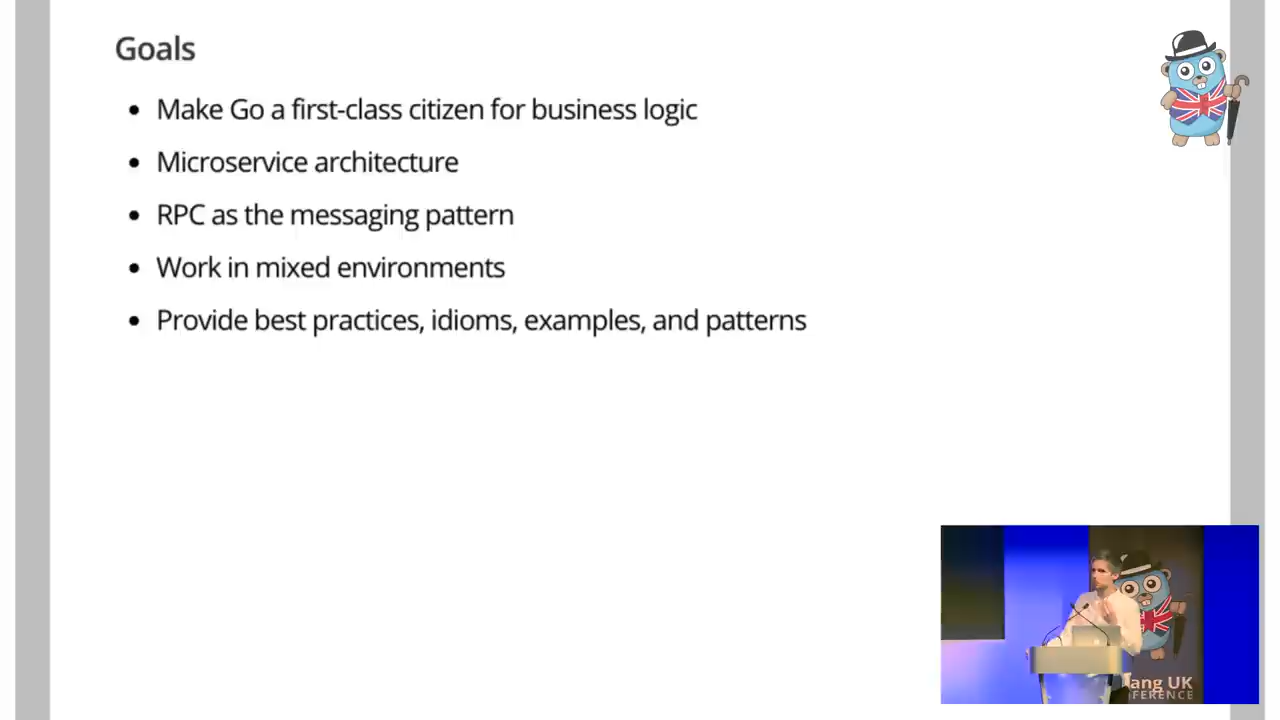 Goals
• Make Go a first-class citizen for business logic
• Microservice architecture
• RPC as the messaging pattern
• Work in mixed environments
• Provide best practices, idioms, examples, and patterns
ang UK
FERENCE